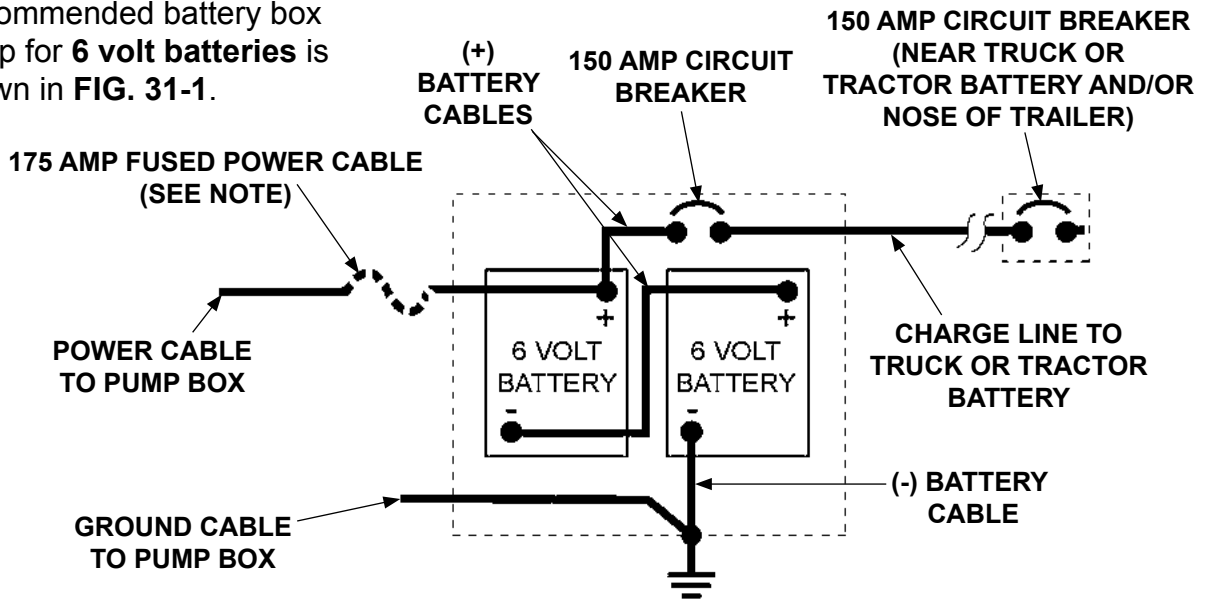 ommended battery box
p for 6 volt batteries is
wn in FIG. 31-1.
(+)
BATTERY
CABLES
150 AMP CIRCUIT
BREAKER
150 AMP CIRCUIT BREAKER
(NEAR TRUCK OR
TRACTOR BATTERY AND/OR
NOSE OF TRAILER)
175 AMP FUSED POWER CABLE
(SEE NOTE)
POWER CABLE
TO PUMP BOX
+
6 VOLT
BATTERY
-
+
6 VOLT
BATTERY
-
CHARGE LINE TO
TRUCK OR TRACTOR
BATTERY
(-) BATTERY
CABLE
GROUND CABLE
TO PUMP BOX